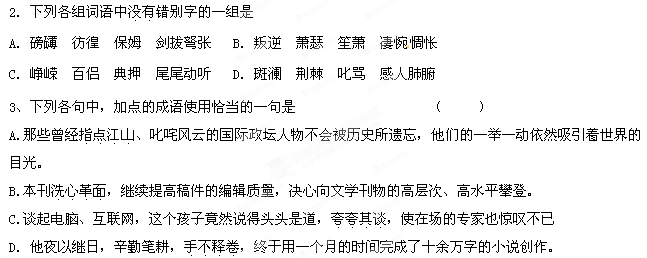 2. 下列各组词语中没有错别字的一组是
A. 磅礴 彷徨 保姆 剑拔弩张 B. 叛逆 萧瑟 笙萧 凄惋惆怅
C. 峥嵘 百侣 典押 尾尾动听 D. 斑澜 荆棘 叱骂 感人肺腑
3、下列各句中，加点的成语使用恰当的一句是 （ ）
A.那些曾经指点江山、叱咤风云的国际政坛人物不会被历史所遗忘，他们的一举一动依然吸引着世界的
目光。
B.本刊洗心革面，继续提高稿件的编辑质量，决心向文学刊物的高层次、高水平攀登。
C.谈起电脑、互联网，这个孩子竟然说得头头是道，夸夸其谈，使在场的专家也惊叹不已
D. 他夜以继日，辛勤笔耕，手不释卷，终于用一个月的时间完成了十余万字的小说创作。